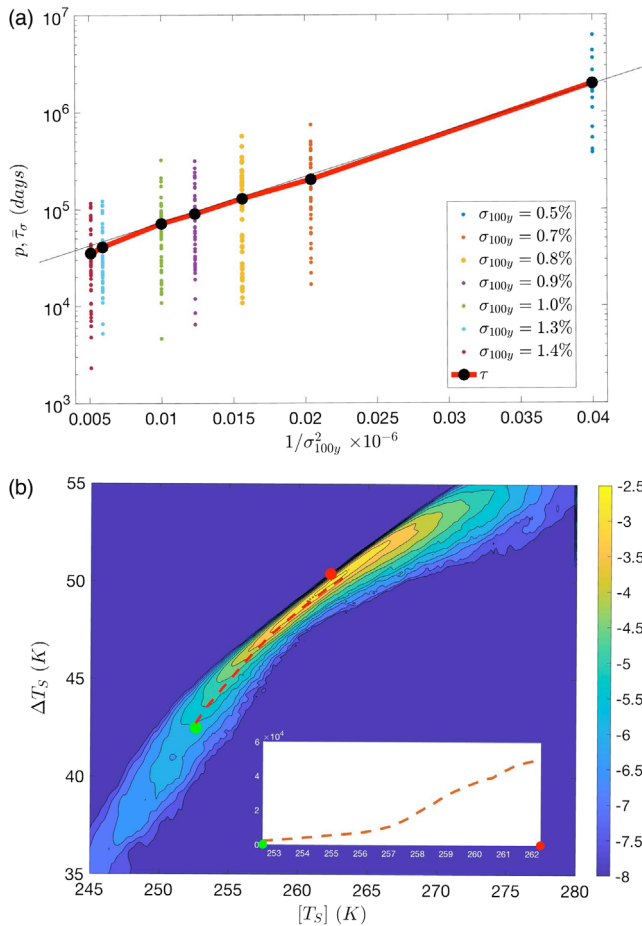 (a)
10^7
10^6
10^5
10^4
10^3
p, τ̄_σ (days)
σ_100y = 0.5%
σ_100y = 0.7%
σ_100y = 0.8%
σ_100y = 0.9%
σ_100y = 1.0%
σ_100y = 1.3%
σ_100y = 1.4%
τ
0.005 0.01 0.015 0.02 0.025 0.03 0.035 0.04
1/σ²_100y ×10^-6
(b)
55
50
45
40
35
ΔT_S (K)
-2.5
-3
-3.5
-4
-4.5
-5
-5.5
-6
-6.5
-7
-7.5
-8
×10^4
6
4
2
0
253 254 255 256 257 258 259 260 261 262
245 250 255 260 265 270 275 280
[T_S] (K)